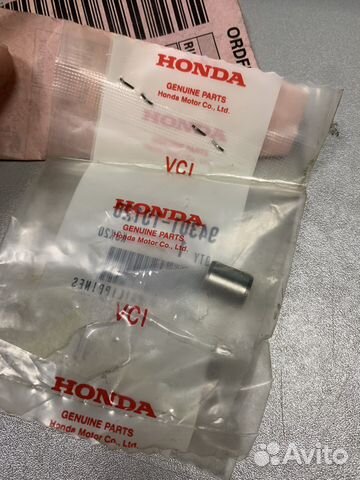 ORDE
HONDA
GENUINE PARTS
Honda Motor Co., Ltd.
VCI
HONDA
GENUINE PARTS
Honda Motor Co., Ltd.
VCI
HONDA
GENUINE PARTS
Honda Motor Co., Ltd.
Avito